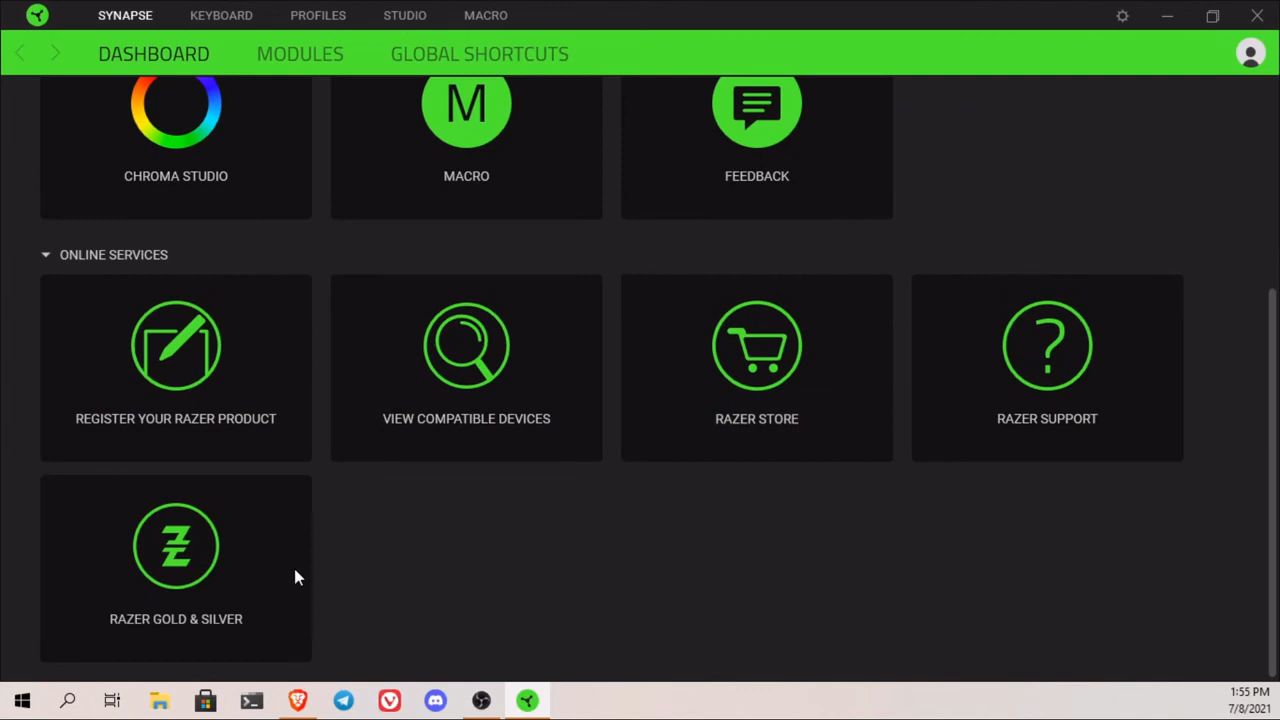 SYNAPSE KEYBOARD PROFILES STUDIO MACRO
DASHBOARD MODULES GLOBAL SHORTCUTS
M
CHROMA STUDIO MACRO FEEDBACK
ONLINE SERVICES
?
REGISTER YOUR RAZER PRODUCT VIEW COMPATIBLE DEVICES RAZER STORE RAZER SUPPORT
RAZER GOLD & SILVER
1:55 PM
7/8/2021